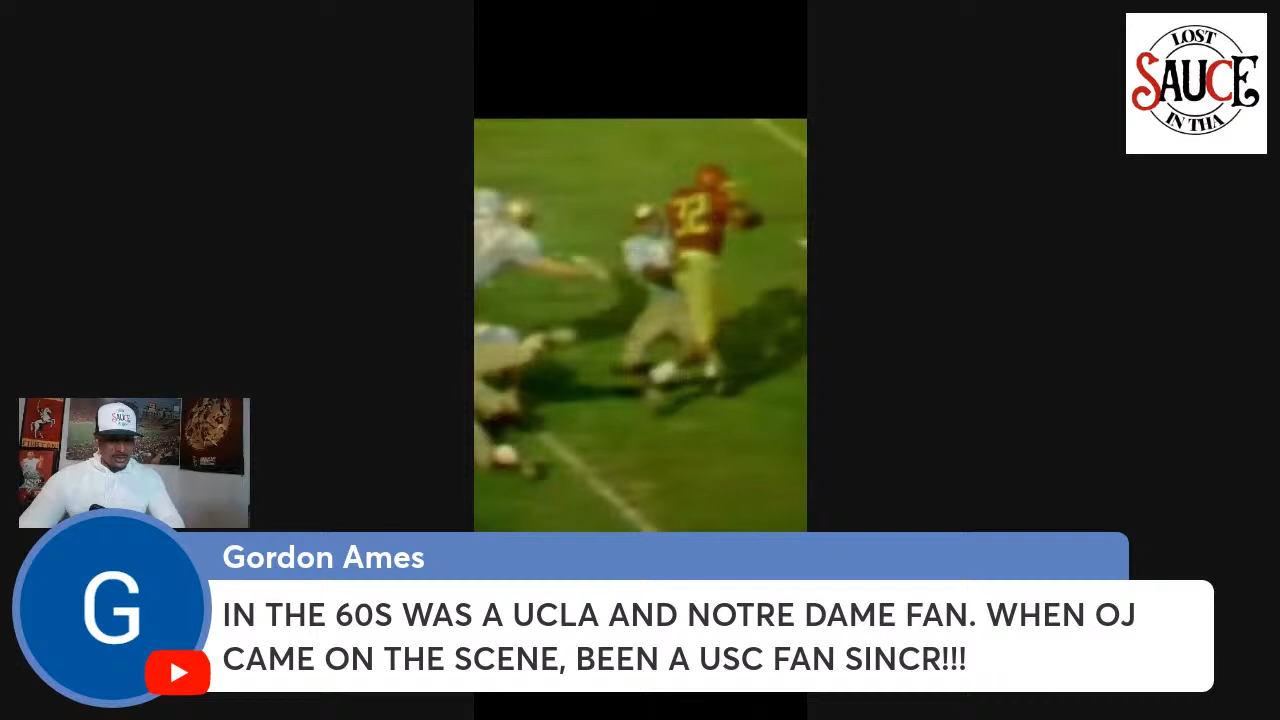 LOST
SAUCE
IN THA
32
SAUCE
Gordon Ames
G
IN THE 60S WAS A UCLA AND NOTRE DAME FAN. WHEN OJ
CAME ON THE SCENE, BEEN A USC FAN SINCR!!!